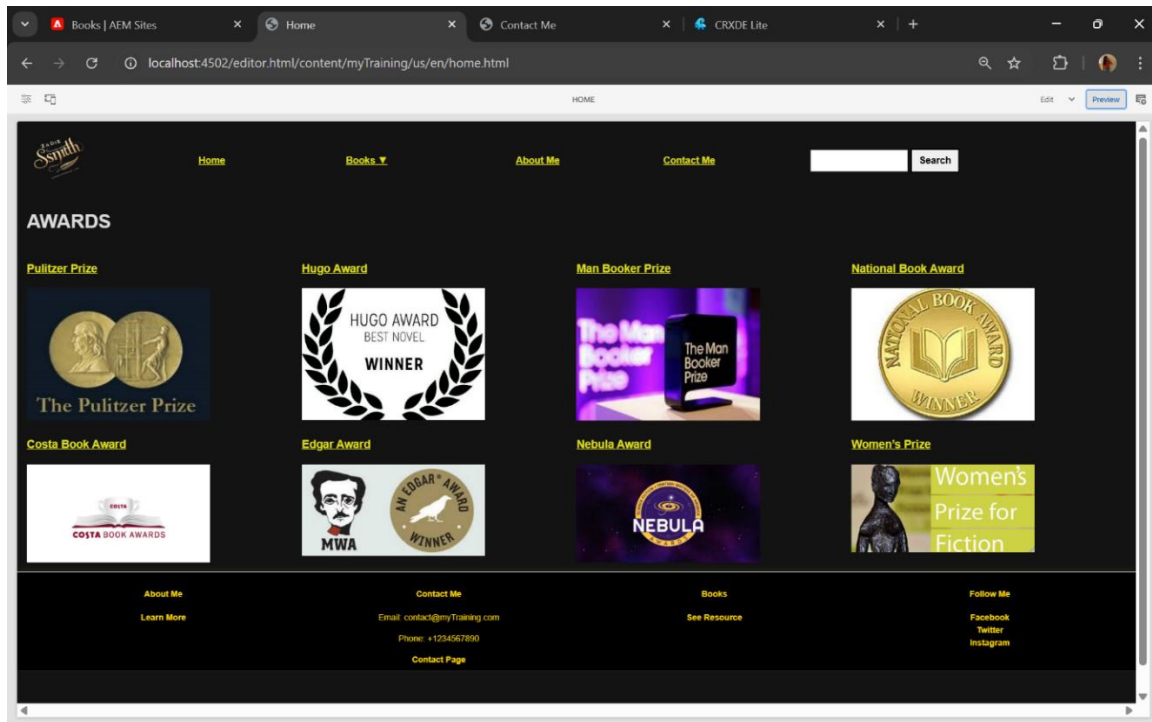 Books | AEM Sites
Home
Contact Me
CRXDE Lite
localhost:4502/editor.html/content/myTraining/us/en/home.html
HOME
Edit
Preview
Ssmith
Home
Books ▼
About Me
Contact Me
Search
AWARDS
Pulitzer Prize
Hugo Award
Man Booker Prize
National Book Award
The Pulitzer Prize
HUGO AWARD
BEST NOVEL
WINNER
The Man
Booker
Prize
The Man
Booker
Prize
NATIONAL BOOK AWARD
WINNER
Costa Book Award
Edgar Award
Nebula Award
Women's Prize
COSTA
COSTA BOOK AWARDS
MWA
AN EDGAR® AWARD
WINNER
NEBULA
Women's
Prize for
Fiction
About Me
Contact Me
Books
Follow Me
Learn More
Email: contact@myTraining.com
See Resource
Facebook
Phone: +1234567890
Twitter
Instagram
Contact Page